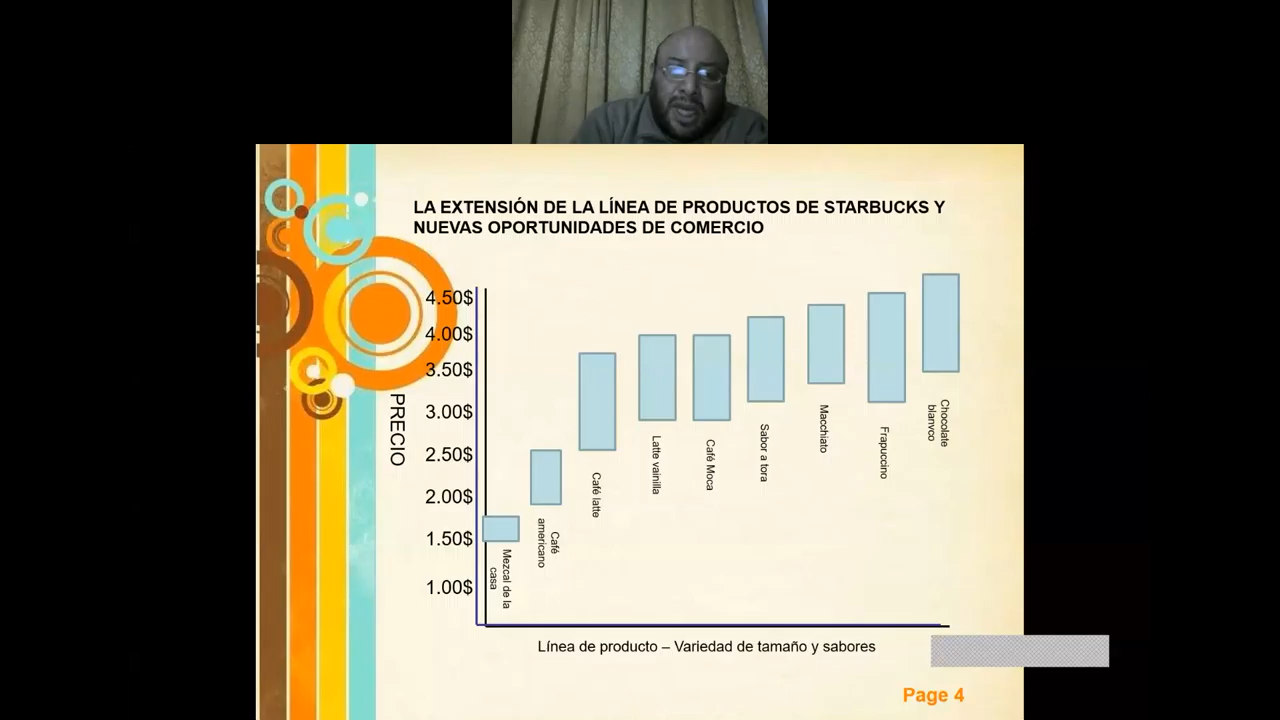 LA EXTENSIÓN DE LA LÍNEA DE PRODUCTOS DE STARBUCKS Y
NUEVAS OPORTUNIDADES DE COMERCIO
PRECIO
4.50$
4.00$
3.50$
3.00$
2.50$
2.00$
1.50$
1.00$
Mezcal de la
casa
Café
americano
Café latte
Latte vainilla
Café Moca
Sabor a tora
Macchiato
Frapuccino
Chocolate
blanvco
Línea de producto – Variedad de tamaño y sabores
Page 4